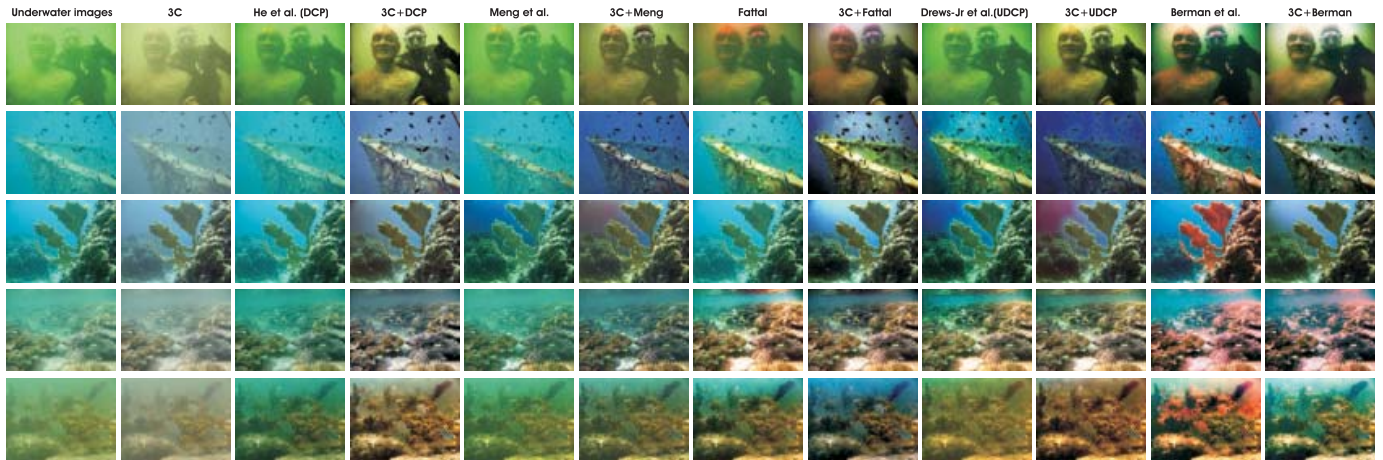 Underwater images 3C He et al. (DCP) 3C+DCP Meng et al. 3C+Meng Fattal 3C+Fattal Drews-Jr et al.(UDCP) 3C+UDCP Berman et al. 3C+Berman